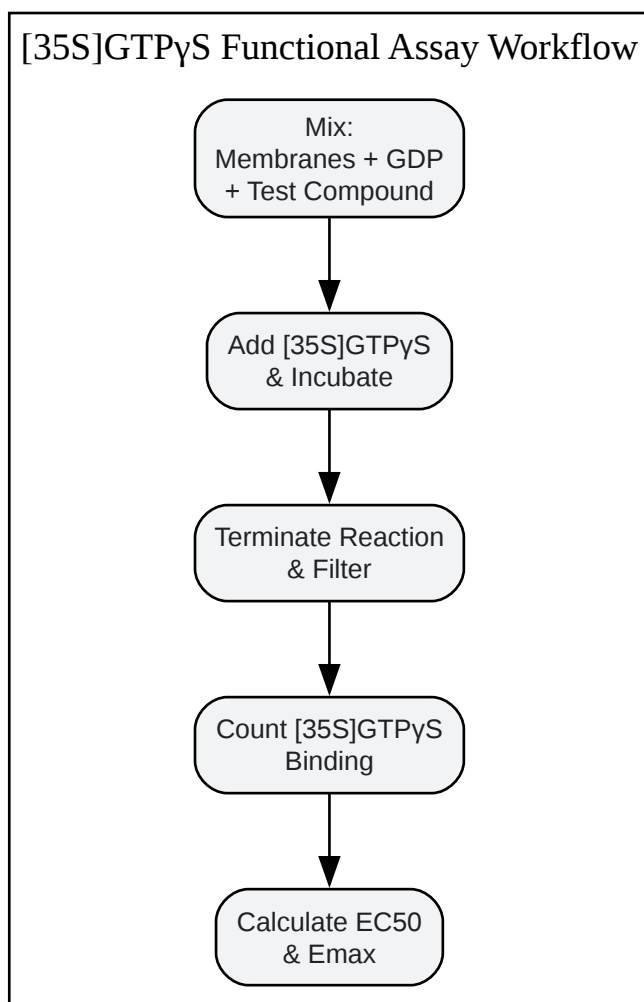 [35S]GTPγS Functional Assay Workflow
Mix:
Membranes + GDP
+ Test Compound
Add [35S]GTPγS
& Incubate
Terminate Reaction
& Filter
Count [35S]GTPγS
Binding
Calculate EC50
& Emax